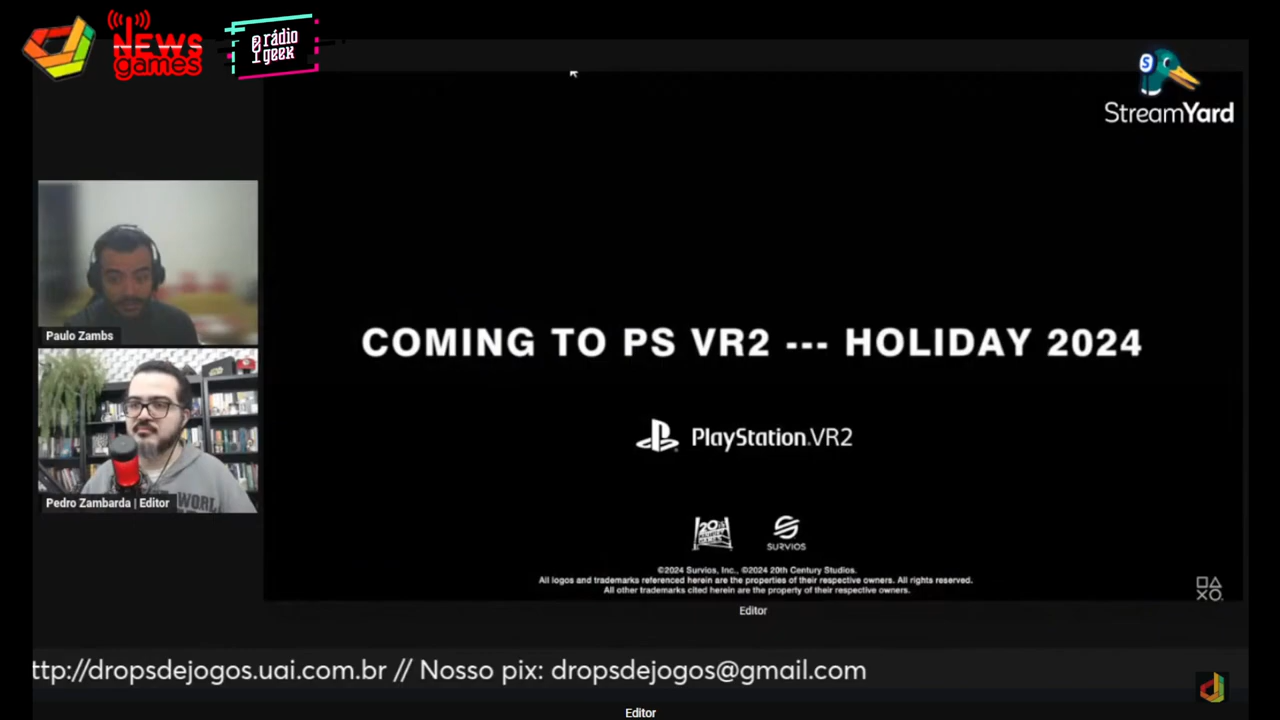 NEWS
games
rádio
geek
S
StreamYard
Paulo Zambs
Pedro Zambarda | Editor
WORL
COMING TO PS VR2 --- HOLIDAY 2024
PlayStation.VR2
20th
SURVIOS
©2024 Survios, Inc., ©2024 20th Century Studios.
All logos and trademarks referenced herein are the properties of their respective owners. All rights reserved.
All other trademarks cited herein are the property of their respective owners.
Editor
ttp://dropsdejogos.uai.com.br // Nosso pix: dropsdejogos@gmail.com
Editor